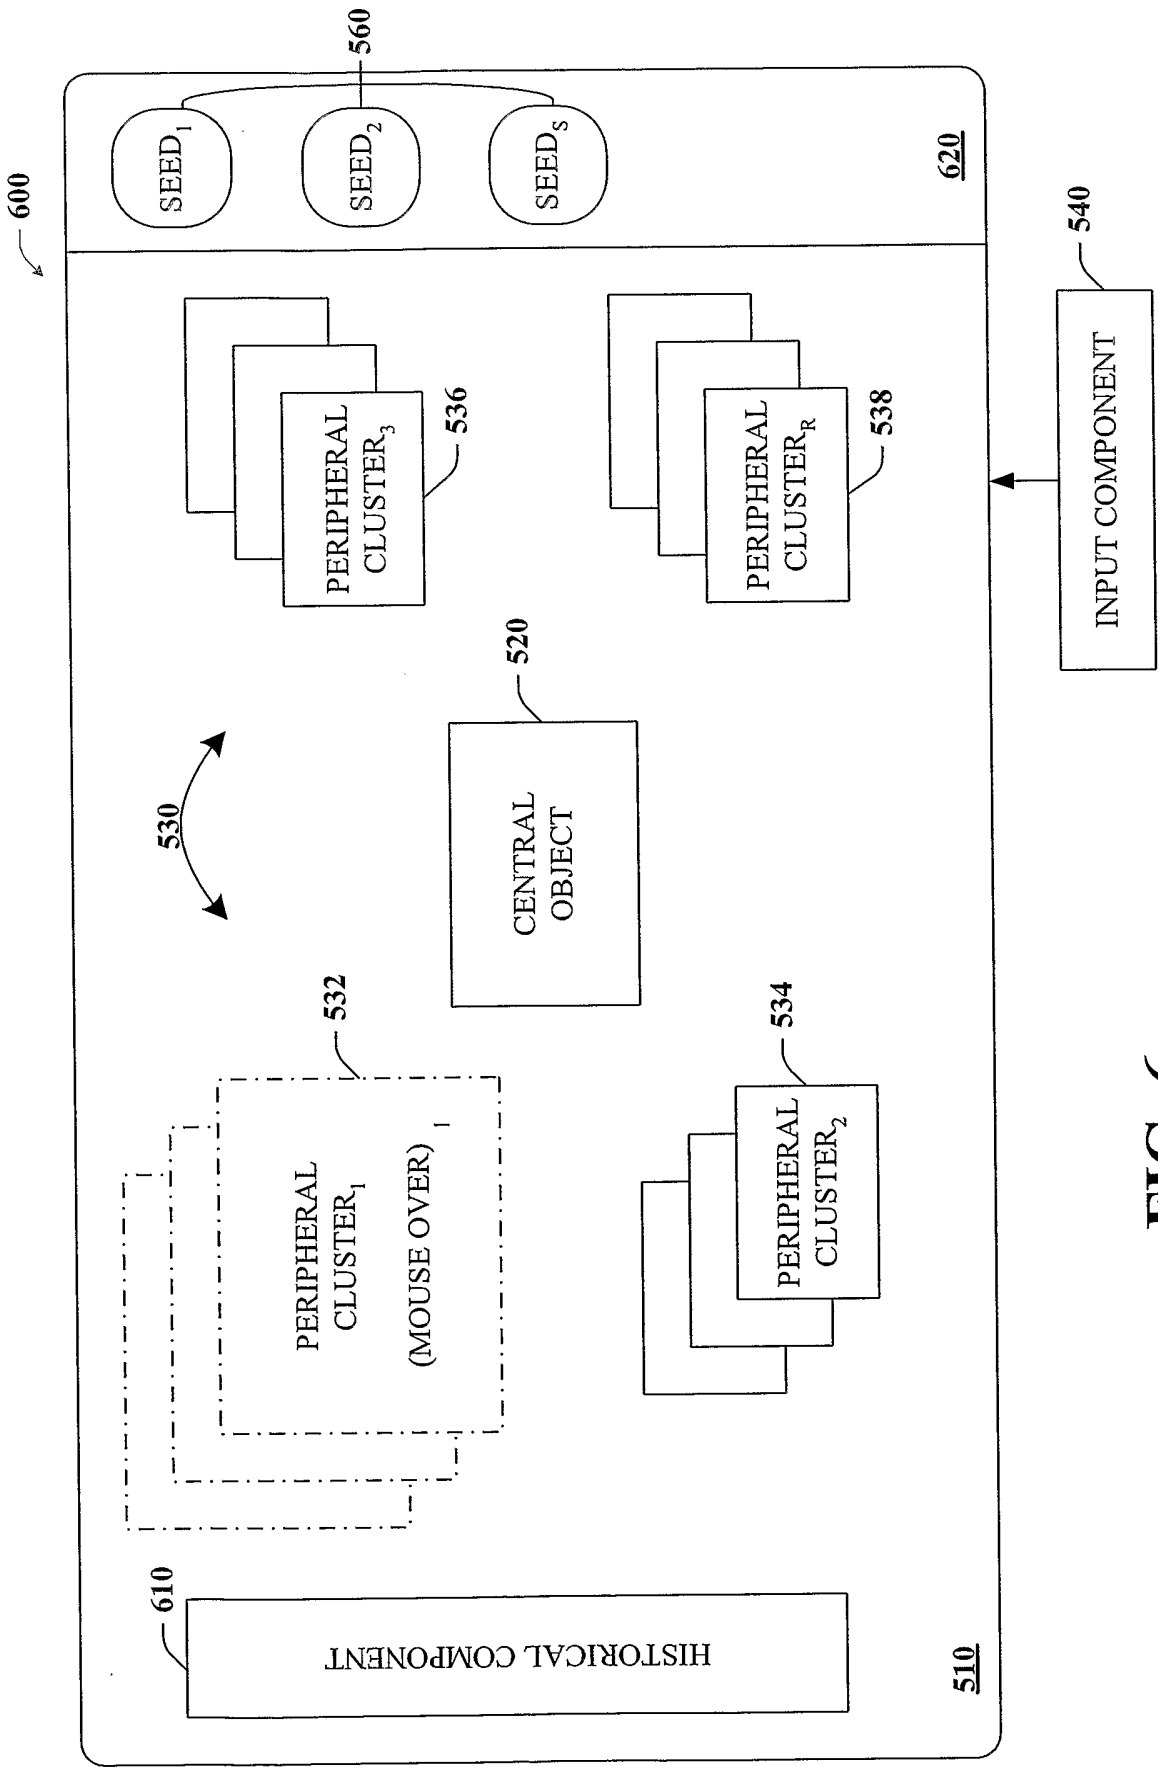 600
610
HISTORICAL COMPONENT
510
532
PERIPHERAL
CLUSTER1
(MOUSE OVER)
530
534
PERIPHERAL
CLUSTER2
520
CENTRAL
OBJECT
536
PERIPHERAL
CLUSTER3
538
PERIPHERAL
CLUSTERR
560
SEED1
SEED2
SEEDS
620
540
INPUT COMPONENT
FIG.